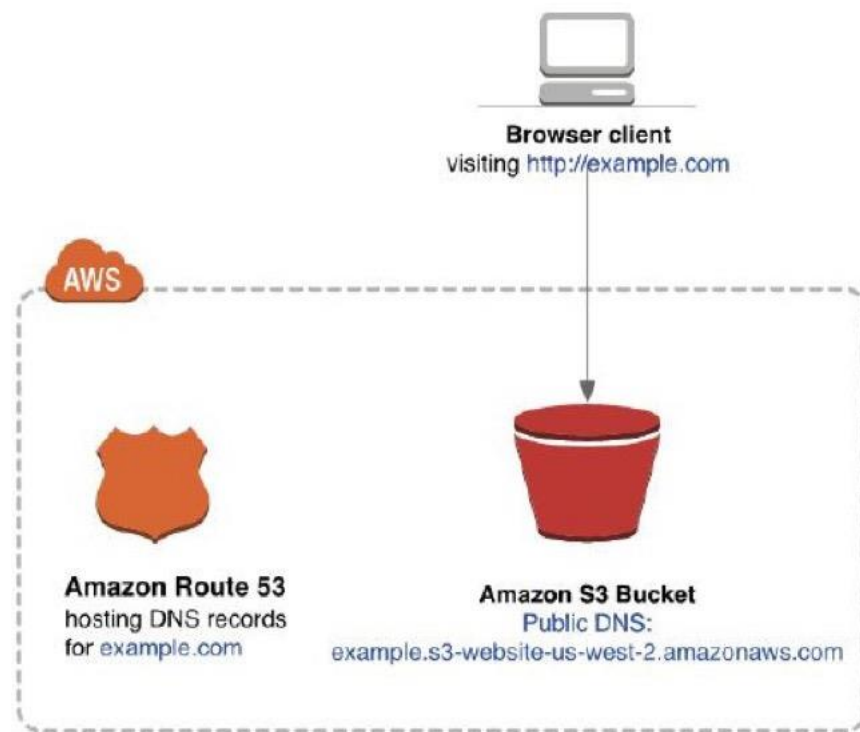 Browser client
visiting http://example.com
AWS
Amazon Route 53
hosting DNS records
for example.com
Amazon S3 Bucket
Public DNS:
example.s3-website-us-west-2.amazonaws.com